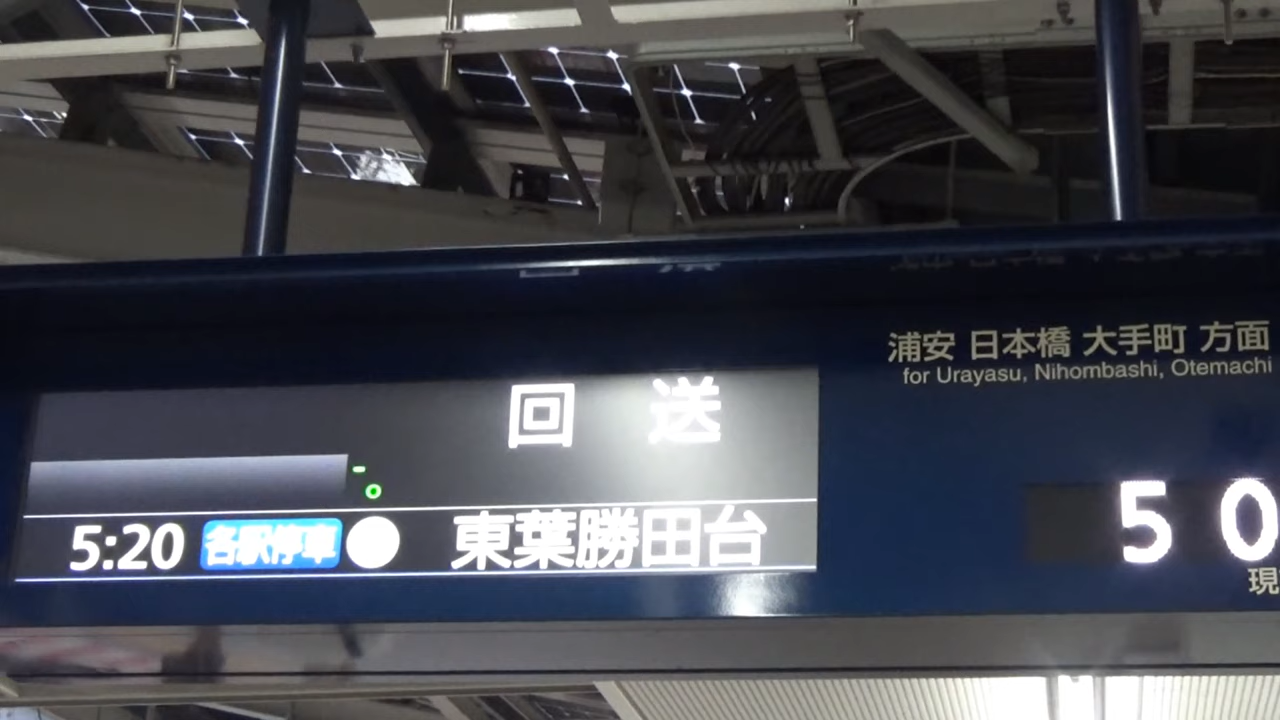 回 送
5:20 各駅停車 東葉勝田台
浦安 日本橋 大手町 方面
for Urayasu, Nihombashi, Otemachi
5 0
現